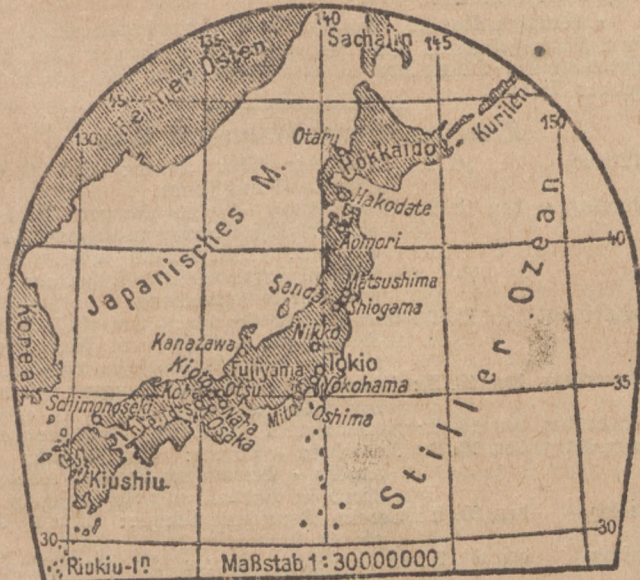 140
Sachalin
145
135
Ferner Osten
130
Kurilen
150
Otaru
Hokkaido
Hakodate
Japanisches M.
Aomori
40
Stiller Ozean
Matsushima
Sendai
Shiogama
Korea
Nikko
Kanazawa
Tokio
Kioto
Fujiyama
Otsu
Yokohama
35
Schimonoseki
Nara
Mito
Oshima
Osaka
Kiushiu
30
30
Riukiu-In
Maßstab 1:30000000